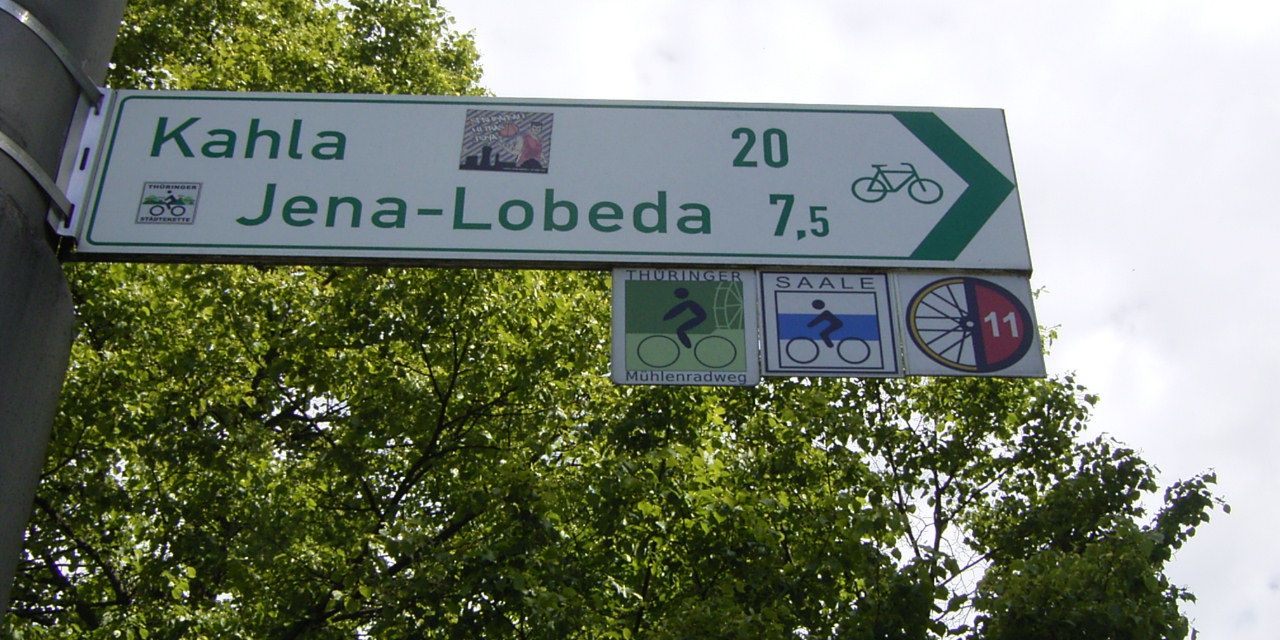 Kahla 20
THÜRINGER
STÄDTEKETTE
Jena-Lobeda 7,5
THÜRINGER
Mühlenradweg
SAALE
11